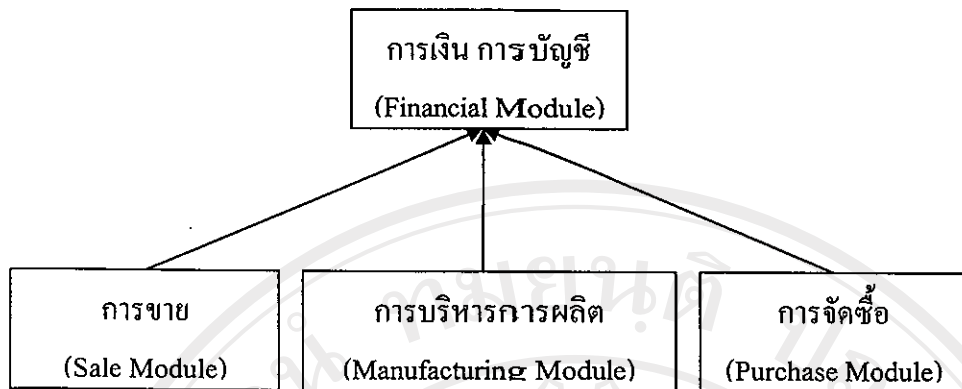 การเงิน การบัญชี
(Financial Module)
การขาย
(Sale Module)
การบริหารการผลิต
(Manufacturing Module)
การจัดซื้อ
(Purchase Module)